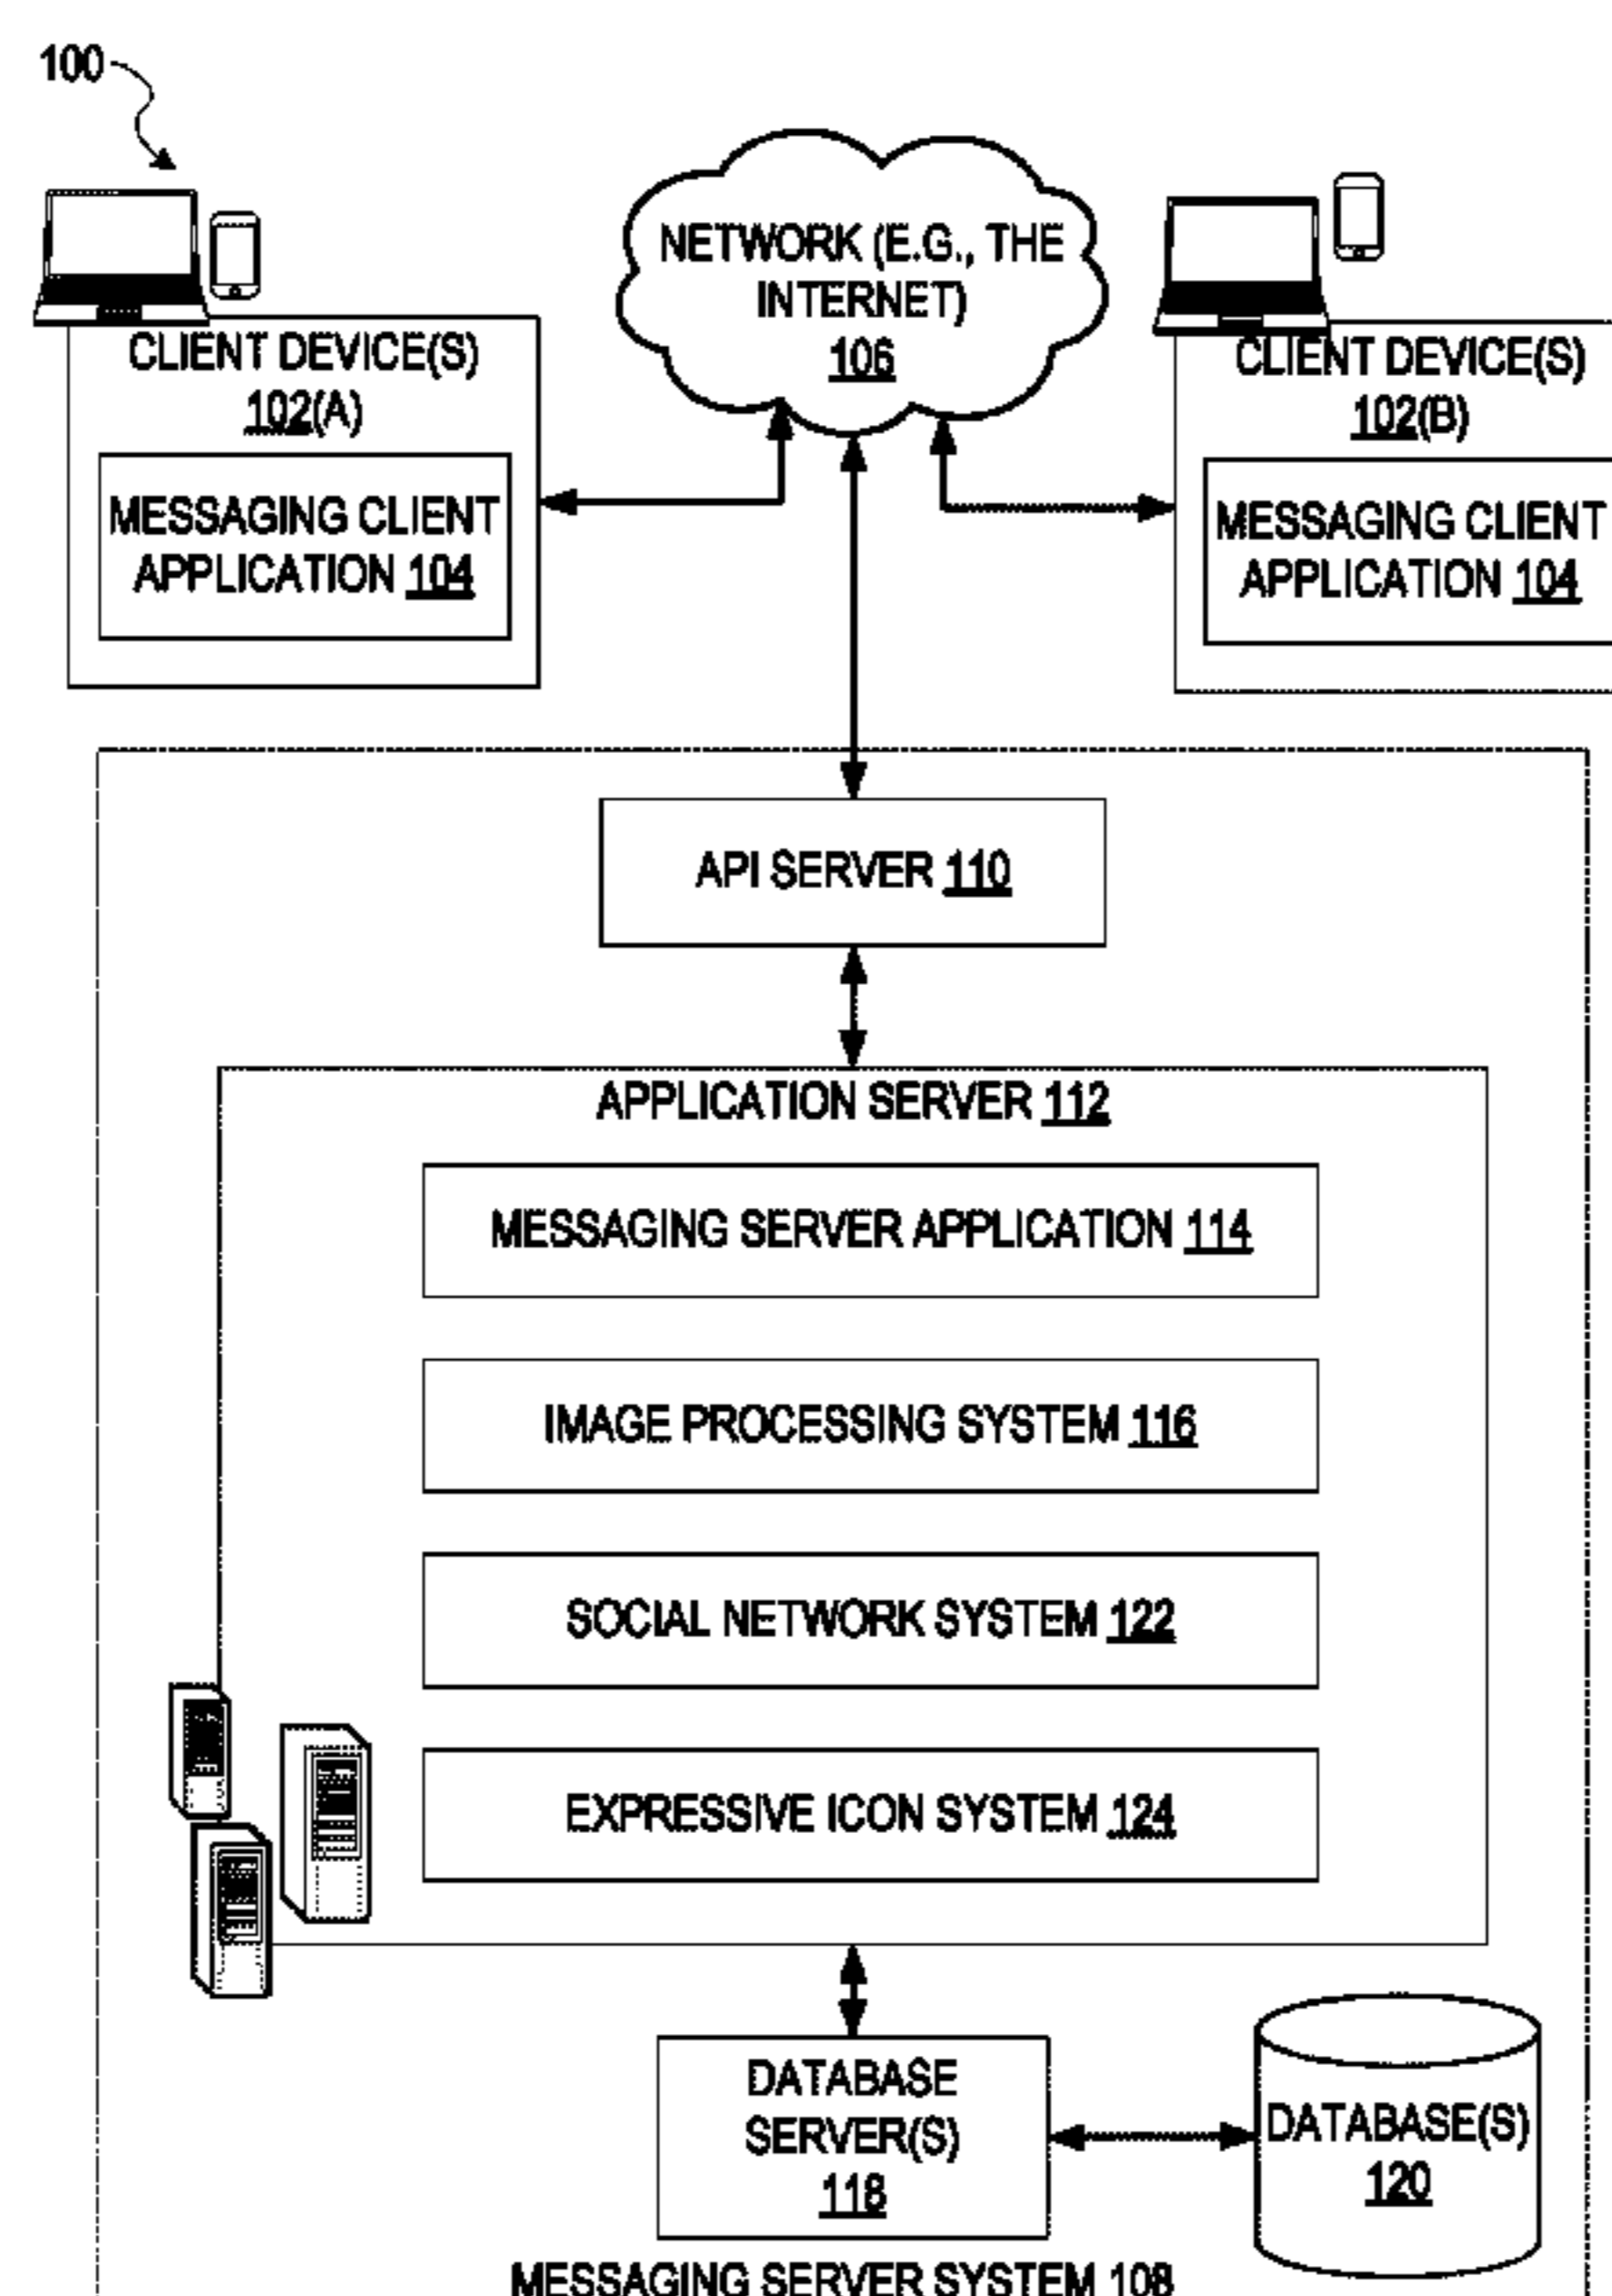 100
NETWORK (E.G., THE
INTERNET)
106
CLIENT DEVICE(S)
102(A)
MESSAGING CLIENT
APPLICATION 104
CLIENT DEVICE(S)
102(B)
MESSAGING CLIENT
APPLICATION 104
API SERVER 110
APPLICATION SERVER 112
MESSAGING SERVER APPLICATION 114
IMAGE PROCESSING SYSTEM 116
SOCIAL NETWORK SYSTEM 122
EXPRESSIVE ICON SYSTEM 124
DATABASE
SERVER(S)
118
DATABASE(S)
120
MESSAGING SERVER SYSTEM 108